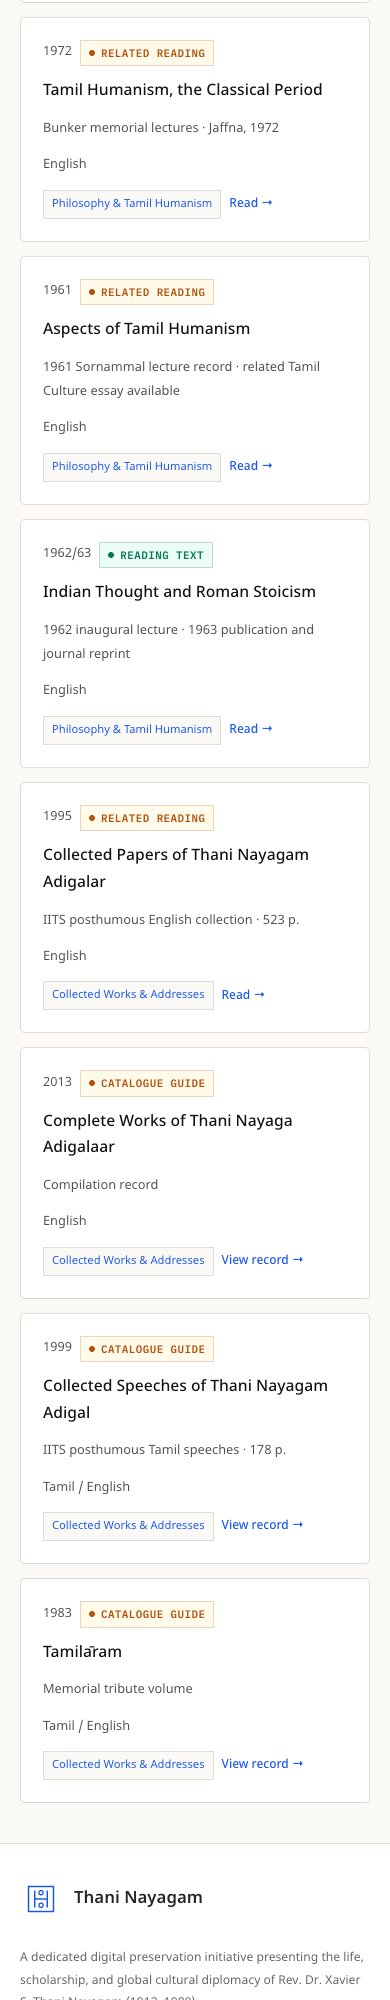 1972 RELATED READING
Tamil Humanism, the Classical Period
Bunker memorial lectures · Jaffna, 1972
English
Philosophy & Tamil Humanism Read →
1961 RELATED READING
Aspects of Tamil Humanism
1961 Sornammal lecture record · related Tamil
Culture essay available
English
Philosophy & Tamil Humanism Read →
1962/63 READING TEXT
Indian Thought and Roman Stoicism
1962 inaugural lecture · 1963 publication and
journal reprint
English
Philosophy & Tamil Humanism Read →
1995 RELATED READING
Collected Papers of Thani Nayagam
Adigalar
IITS posthumous English collection · 523 p.
English
Collected Works & Addresses Read →
2013 CATALOGUE GUIDE
Complete Works of Thani Nayaga
Adigalaar
Compilation record
English
Collected Works & Addresses View record →
1999 CATALOGUE GUIDE
Collected Speeches of Thani Nayagam
Adigal
IITS posthumous Tamil speeches · 178 p.
Tamil / English
Collected Works & Addresses View record →
1983 CATALOGUE GUIDE
Tamilāram
Memorial tribute volume
Tamil / English
Collected Works & Addresses View record →
Thani Nayagam
A dedicated digital preservation initiative presenting the life,
scholarship, and global cultural diplomacy of Rev. Dr. Xavier